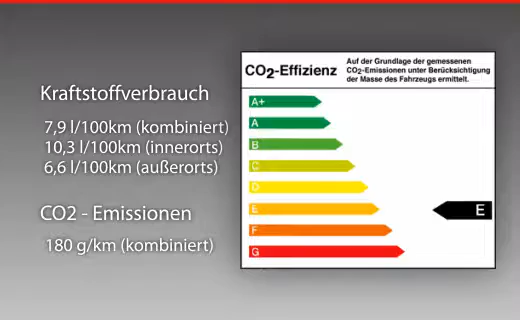 Kraftstoffverbrauch
7,9 l/100km (kombiniert)
10,3 l/100km (innerorts)
6,6 l/100km (außerorts)
CO2 - Emissionen
180 g/km (kombiniert)
CO2-Effizienz
Auf der Grundlage der gemessenen
CO2-Emissionen unter Berücksichtigung
der Masse des Fahrzeugs ermittelt.
A+
A
B
C
D
E
E
F
G